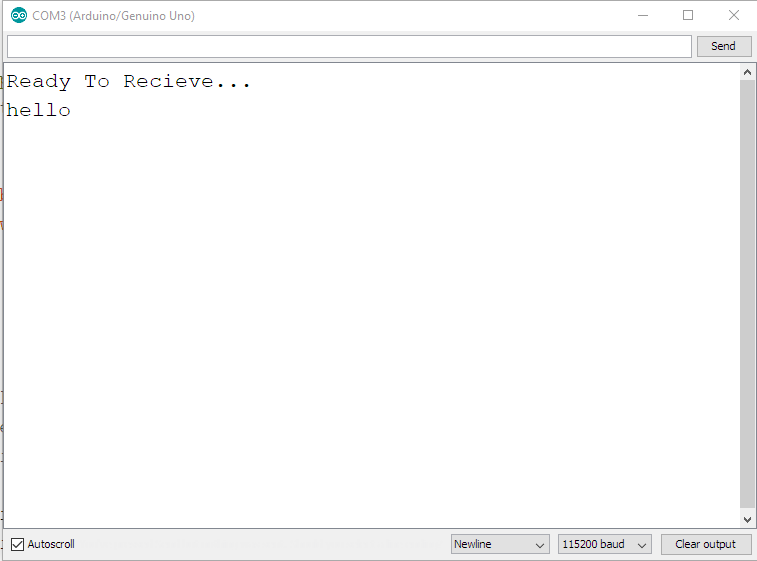 COM3 (Arduino/Genuino Uno)
Send
Ready To Recieve...
hello
Autoscroll
Newline
115200 baud
Clear output